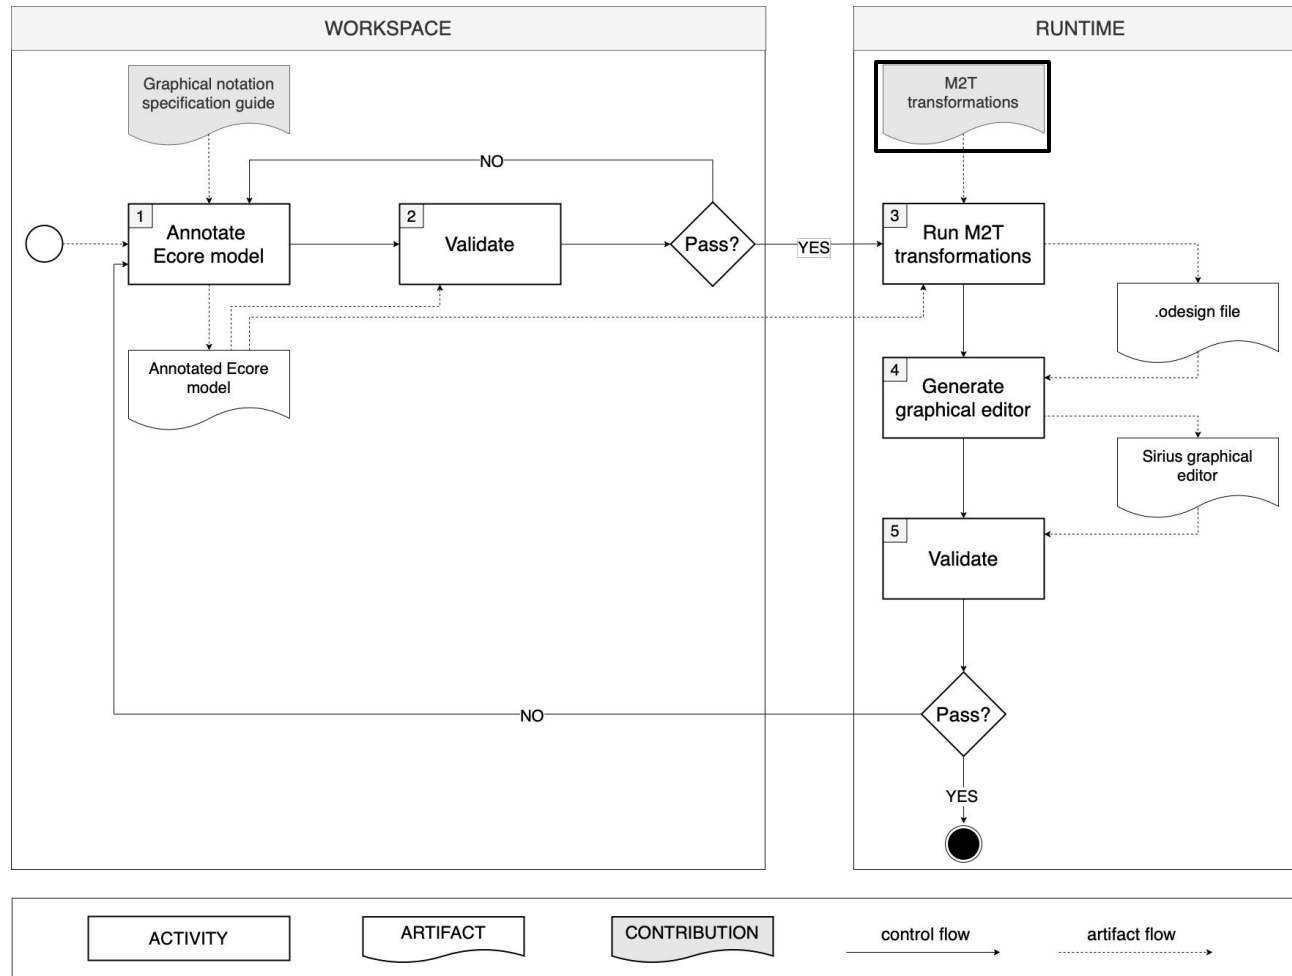 WORKSPACE
RUNTIME
Graphical notation
specification guide
M2T
transformations
NO
1
Annotate
Ecore model
2
Validate
Pass?
YES
3
Run M2T
transformations
.odesign file
Annotated Ecore
model
4
Generate
graphical editor
Sirius graphical
editor
5
Validate
NO
Pass?
YES
ACTIVITY
ARTIFACT
CONTRIBUTION
control flow
artifact flow